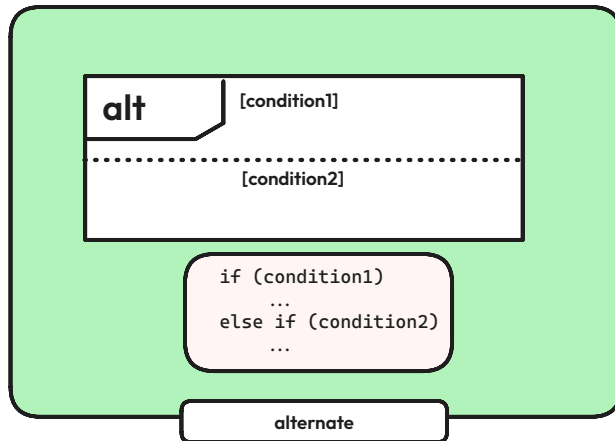 alt
[condition1]
[condition2]
if (condition1)
...
else if (condition2)
...
alternate